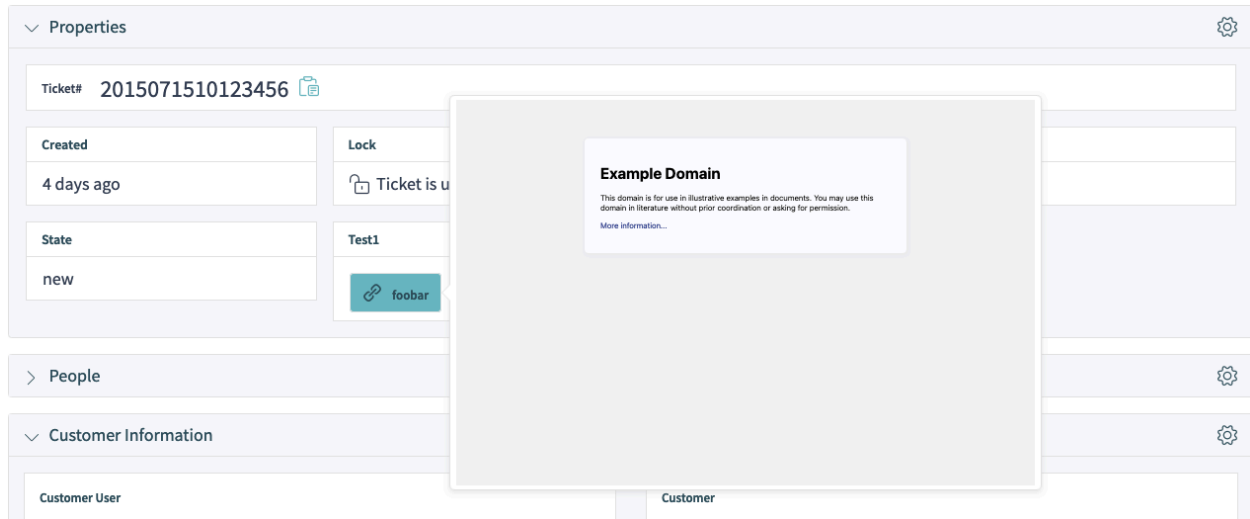 Properties
Ticket# 2015071510123456
Created
4 days ago
Lock
Ticket is u
State
new
Test1
foobar
Example Domain
This domain is for use in illustrative examples in documents. You may use this
domain in literature without prior coordination or asking for permission.
More information...
People
Customer Information
Customer User
Customer